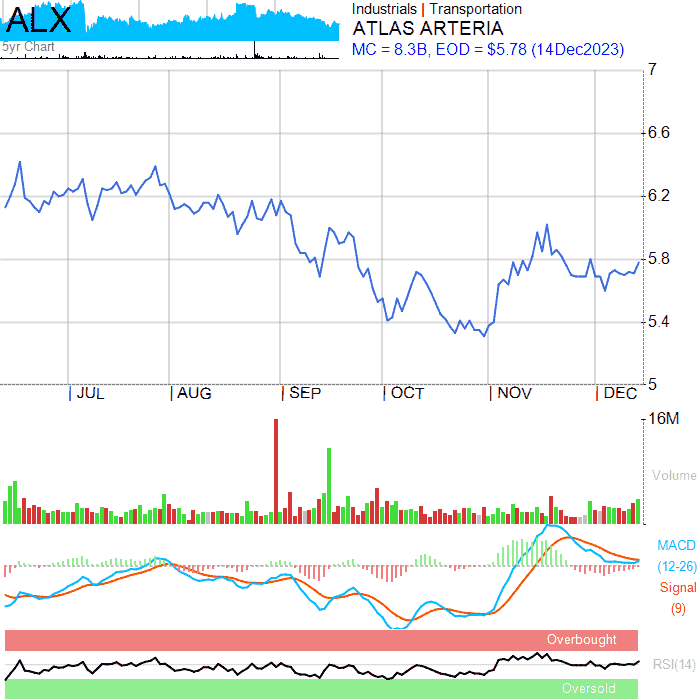 ALX
5yr Chart
Industrials | Transportation
ATLAS ARTERIA
MC = 8.3B, EOD = $5.78 (14Dec2023)
7
6.6
6.2
5.8
5.4
5
JUL AUG SEP OCT NOV DEC
16M
Volume
MACD
(12-26)
Signal
(9)
Overbought
RSI(14)
Oversold